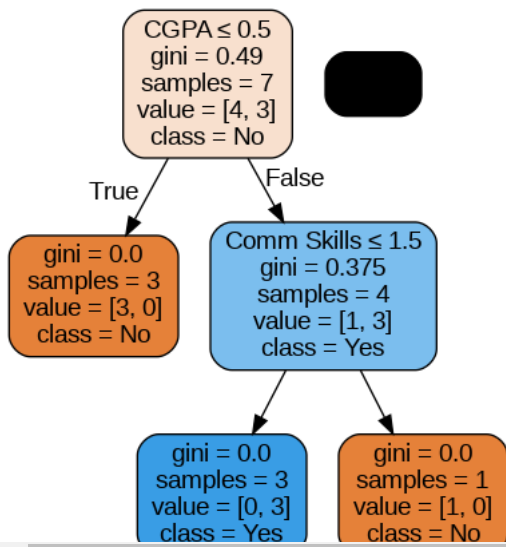 CGPA ≤ 0.5
gini = 0.49
samples = 7
value = [4, 3]
class = No
True
False
gini = 0.0
samples = 3
value = [3, 0]
class = No
Comm Skills ≤ 1.5
gini = 0.375
samples = 4
value = [1, 3]
class = Yes
gini = 0.0
samples = 3
value = [0, 3]
class = Yes
gini = 0.0
samples = 1
value = [1, 0]
class = No